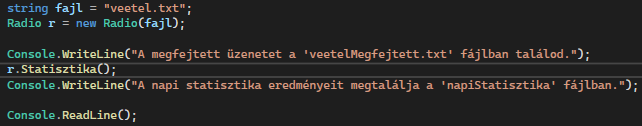 string fajl = "veetel.txt";
Radio r = new Radio(fajl);
Console.WriteLine("A megfejtett üzenetet a 'veetelMegfejtett.txt' fájlban találod.");
r.Statisztika();
Console.WriteLine("A napi statisztika eredményeit megtalálja a 'napiStatisztika' fájlban.");
Console.ReadLine();